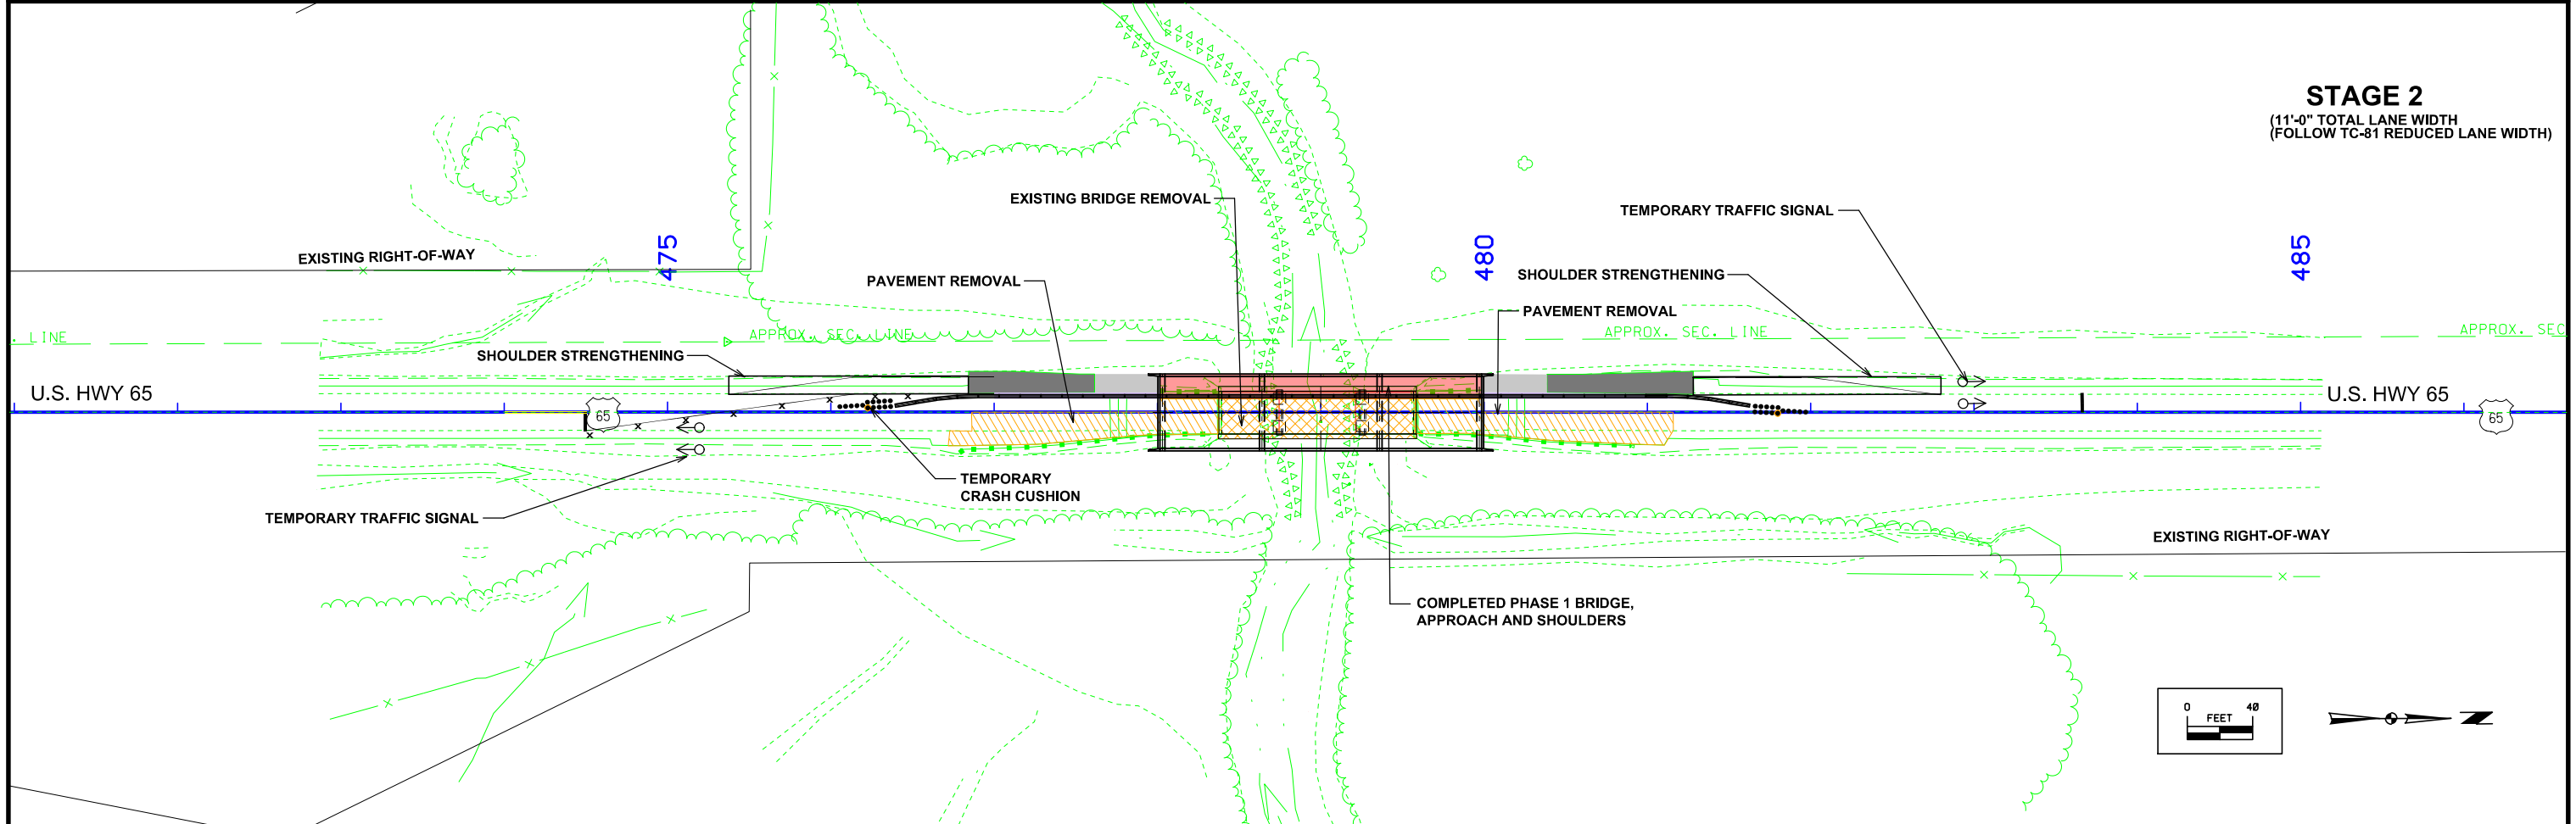 STAGE 2
(11'-0" TOTAL LANE WIDTH
(FOLLOW TC-81 REDUCED LANE WIDTH)
EXISTING BRIDGE REMOVAL
TEMPORARY TRAFFIC SIGNAL
EXISTING RIGHT-OF-WAY
475
480
485
PAVEMENT REMOVAL
SHOULDER STRENGTHENING
PAVEMENT REMOVAL
. LINE
APPROX. SEC. LINE
APPROX. SEC. LINE
APPROX. SEC
SHOULDER STRENGTHENING
U.S. HWY 65
U.S. HWY 65
65
65
TEMPORARY
CRASH CUSHION
TEMPORARY TRAFFIC SIGNAL
EXISTING RIGHT-OF-WAY
COMPLETED PHASE 1 BRIDGE,
APPROACH AND SHOULDERS
0 40
FEET
N